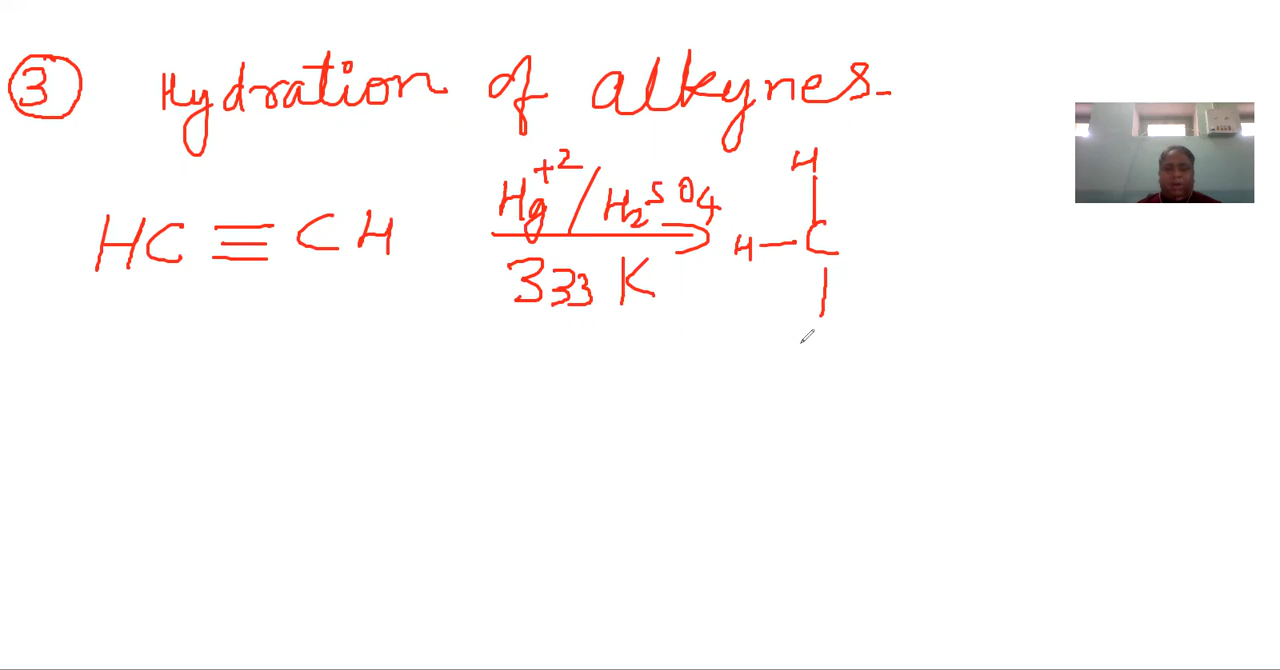 3 Hydration of alkynes.
HC ≡ CH Hg+2/H2SO4 333 K H
H—C